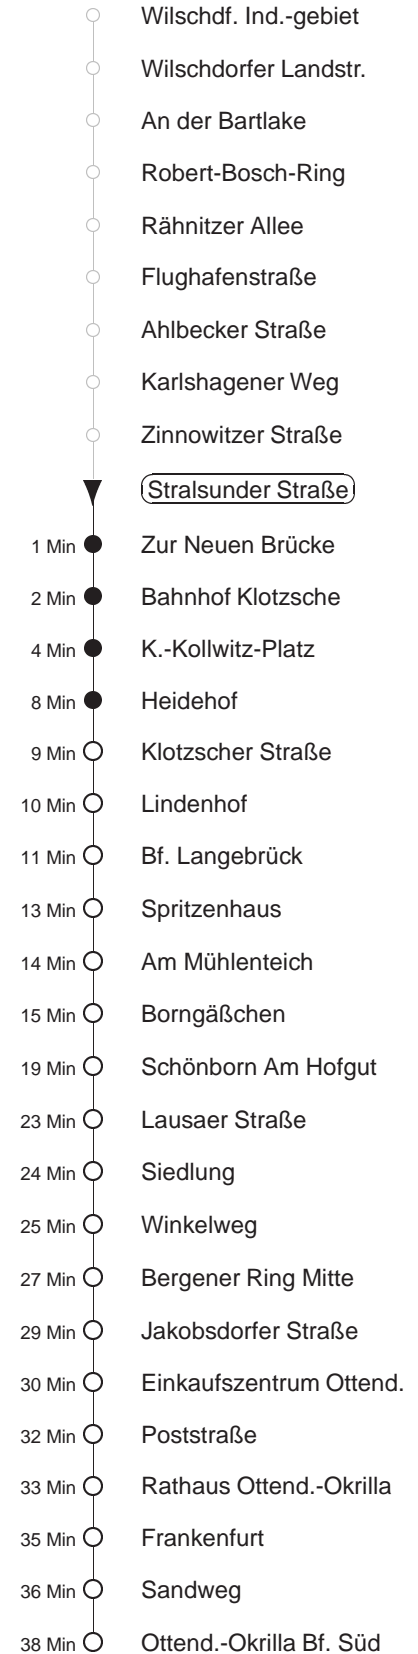 Wilschdf. Ind.-gebiet
Wilschdorfer Landstr.
An der Bartlake
Robert-Bosch-Ring
Rähnitzer Allee
Flughafenstraße
Ahlbecker Straße
Karlshagener Weg
Zinnowitzer Straße
Stralsunder Straße
1 Min Zur Neuen Brücke
2 Min Bahnhof Klotzsche
4 Min K.-Kollwitz-Platz
8 Min Heidehof
9 Min Klotzscher Straße
10 Min Lindenhof
11 Min Bf. Langebrück
13 Min Spritzenhaus
14 Min Am Mühlenteich
15 Min Borngäßchen
19 Min Schönborn Am Hofgut
23 Min Lausaer Straße
24 Min Siedlung
25 Min Winkelweg
27 Min Bergener Ring Mitte
29 Min Jakobsdorfer Straße
30 Min Einkaufszentrum Ottend.
32 Min Poststraße
33 Min Rathaus Ottend.-Okrilla
35 Min Frankenfurt
36 Min Sandweg
38 Min Ottend.-Okrilla Bf. Süd